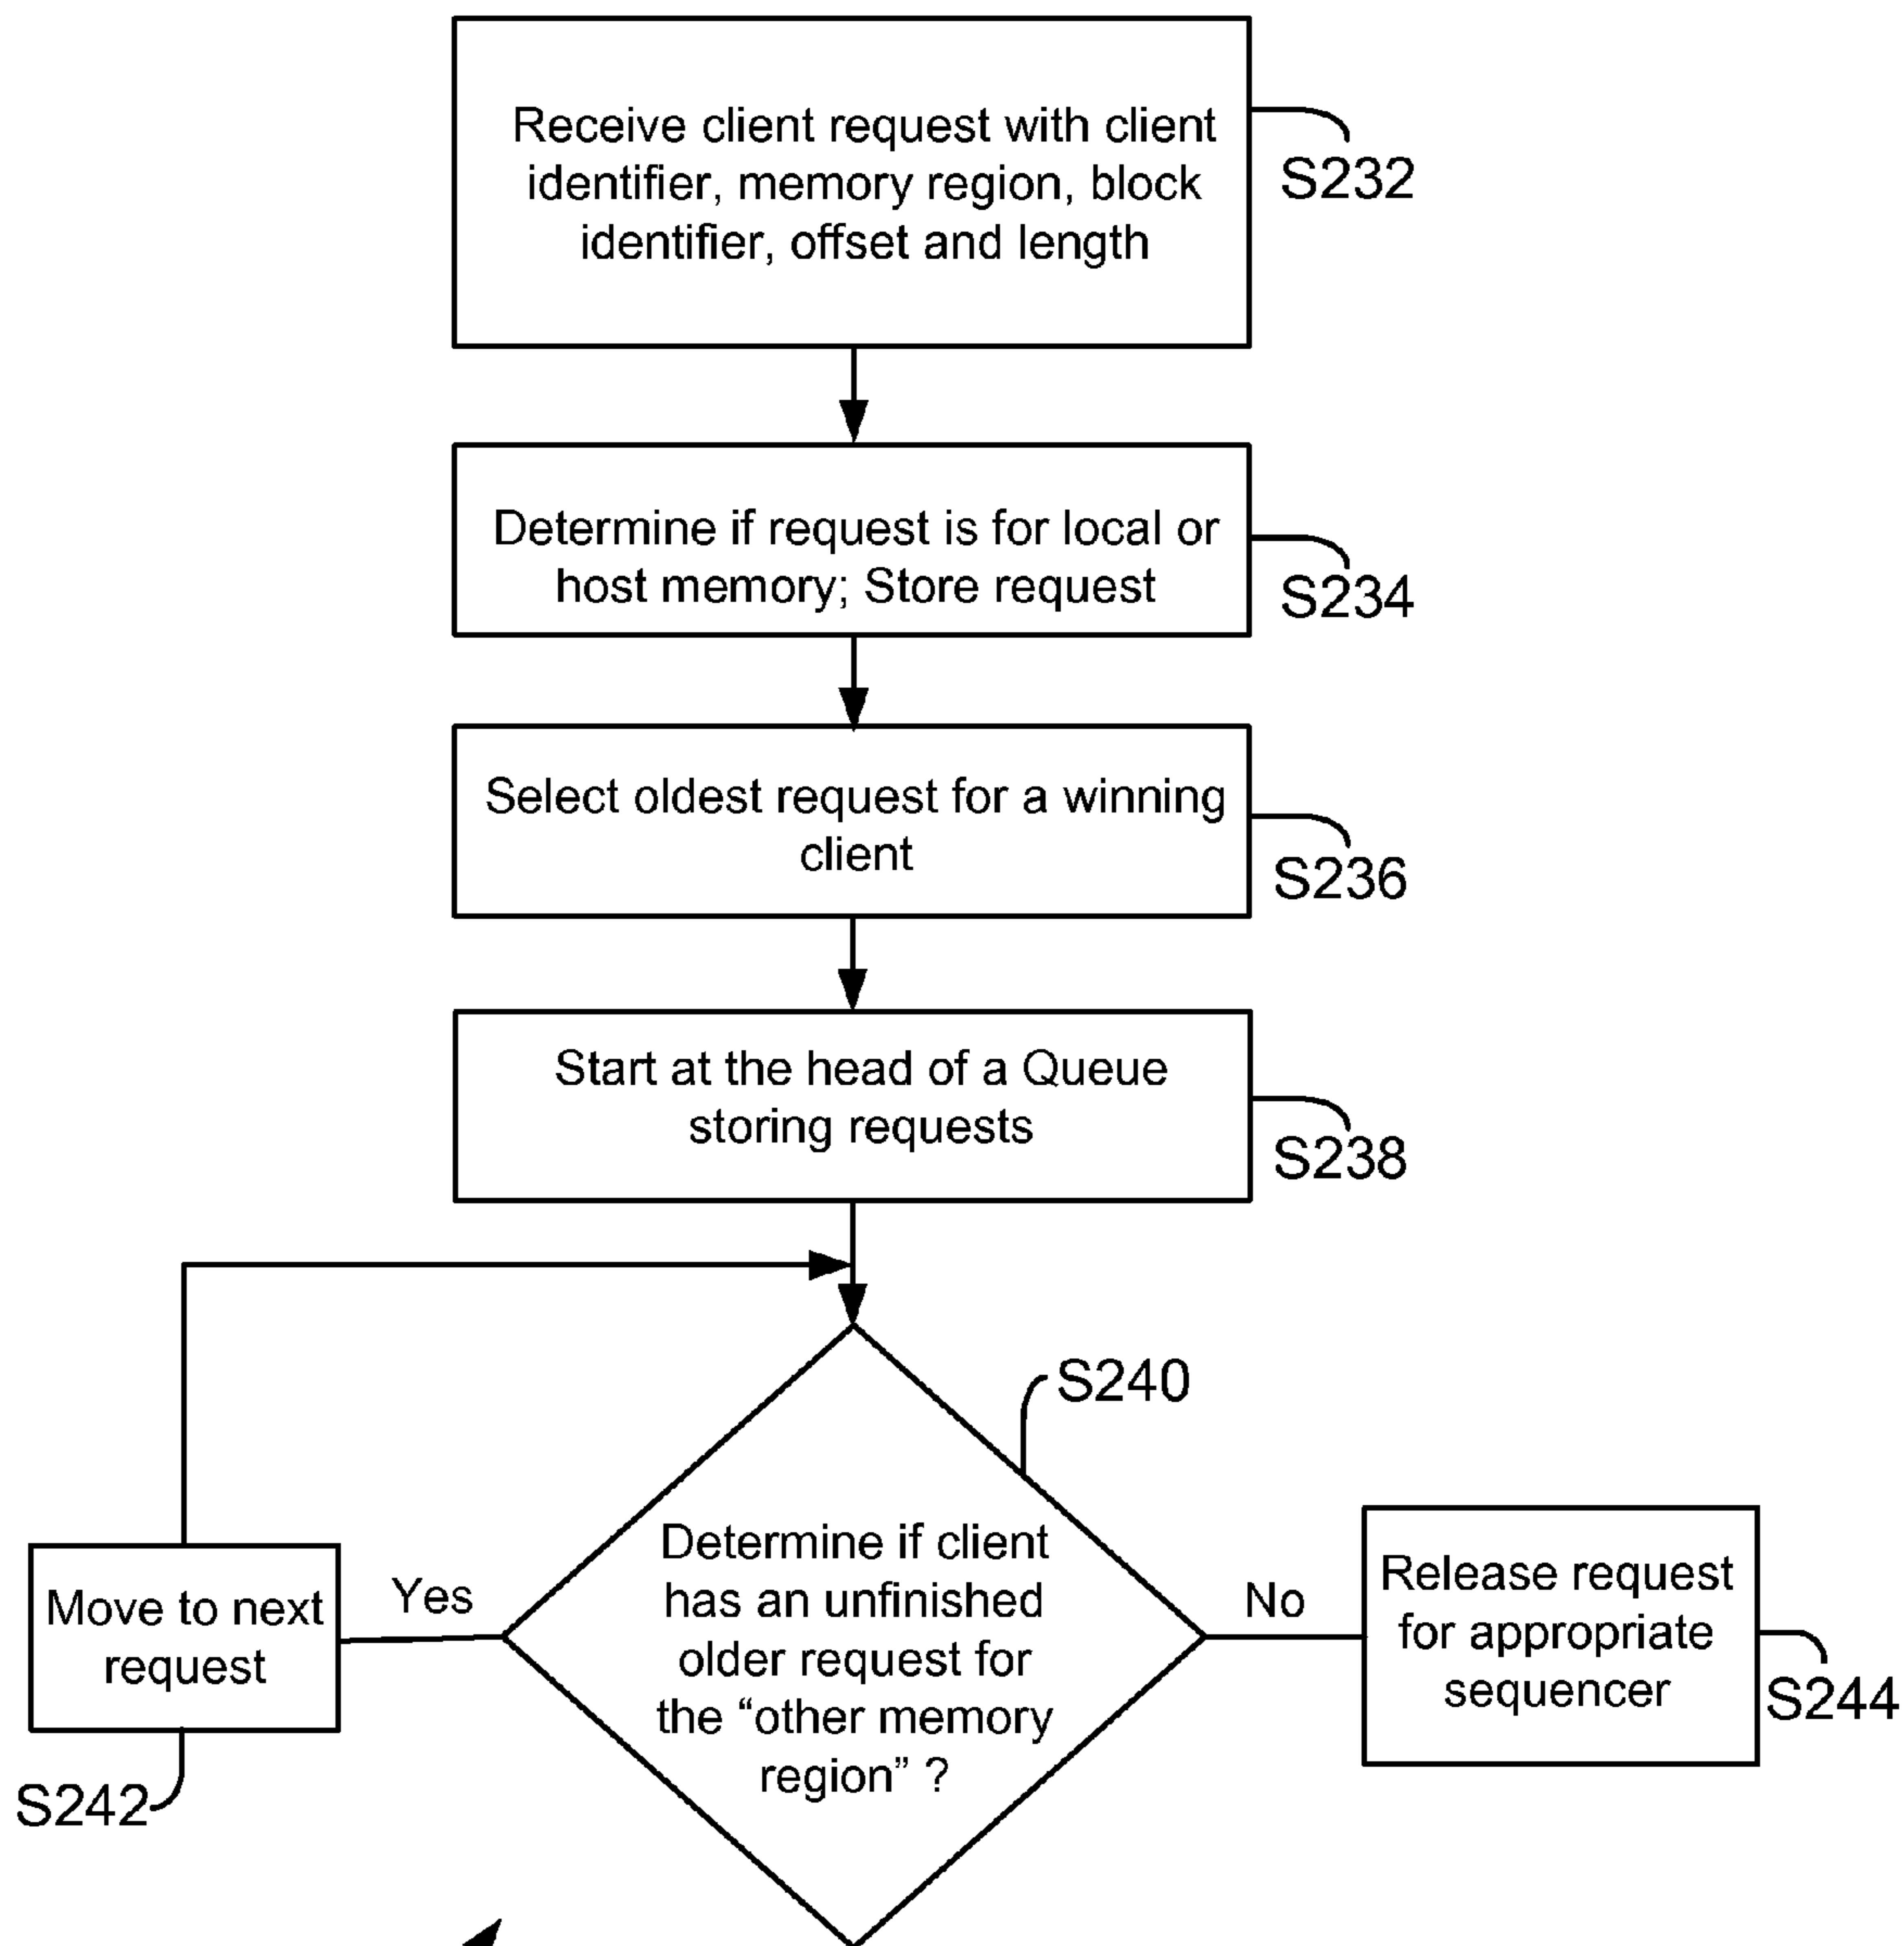 Receive client request with client
identifier, memory region, block
identifier, offset and length
S232
Determine if request is for local or
host memory; Store request
S234
Select oldest request for a winning
client
S236
Start at the head of a Queue
storing requests
S238
S240
Determine if client
has an unfinished
older request for
the “other memory
region” ?
Yes
Move to next
request
S242
No
Release request
for appropriate
sequencer
S244